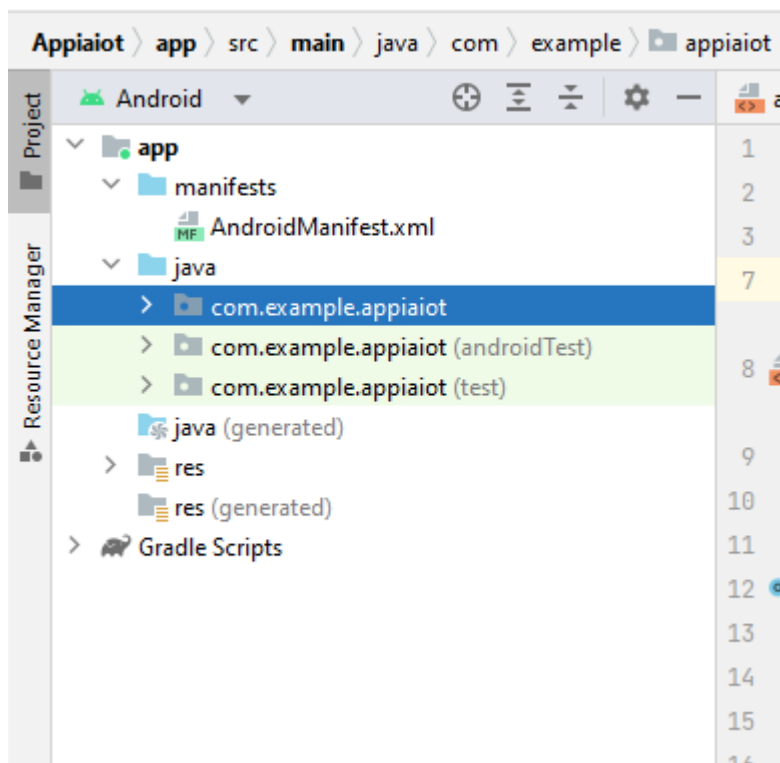 Appiaiot 〉 app 〉 src 〉 main 〉 java 〉 com 〉 example 〉 appiaiot
Project
Resource Manager
Android
app
manifests
MF AndroidManifest.xml
java
com.example.appiaiot
com.example.appiaiot (androidTest)
com.example.appiaiot (test)
java (generated)
res
res (generated)
Gradle Scripts
1
2
3
7
8
9
10
11
12
13
14
15